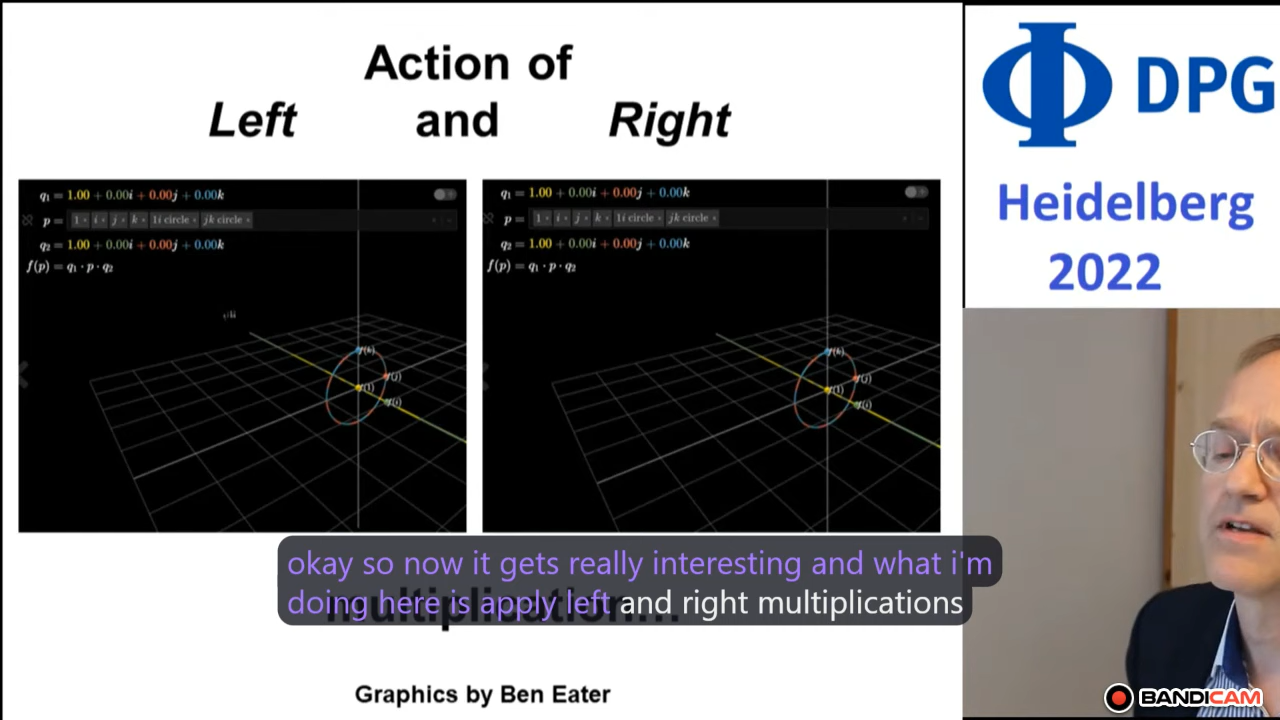 Action of
Left and Right
q₁ = 1.00 + 0.00i + 0.00j + 0.00k
p = 1 i j k 1i circle jk circle
q₂ = 1.00 + 0.00i + 0.00j + 0.00k
f(p) = q₁ · p · q₂
f(k)
f(j)
f(1)
f(i)
q₁ = 1.00 + 0.00i + 0.00j + 0.00k
p = 1 i j k 1i circle jk circle
q₂ = 1.00 + 0.00i + 0.00j + 0.00k
f(p) = q₁ · p · q₂
f(k)
f(j)
f(1)
f(i)
okay so now it gets really interesting and what i'm
doing here is apply left and right multiplications
multiplication...
Graphics by Ben Eater
DPG
Heidelberg
2022
BANDICAM